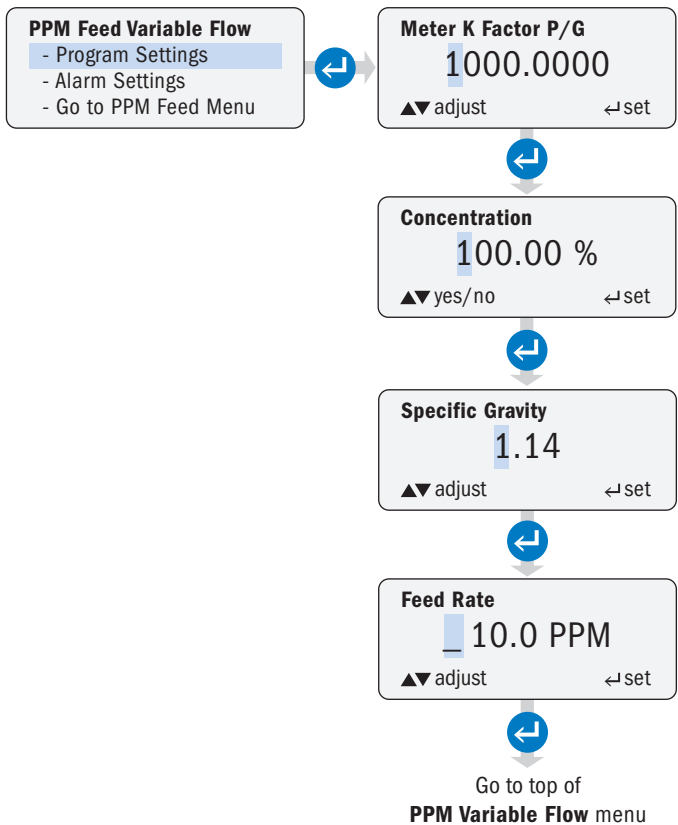 PPM Feed Variable Flow
- Program Settings
- Alarm Settings
- Go to PPM Feed Menu
Meter K Factor P/G
1000.0000
▲▼ adjust ↵ set
Concentration
100.00 %
▲▼ yes/no ↵ set
Specific Gravity
1.14
▲▼ adjust ↵ set
Feed Rate
_ 10.0 PPM
▲▼ adjust ↵ set
Go to top of
PPM Variable Flow menu